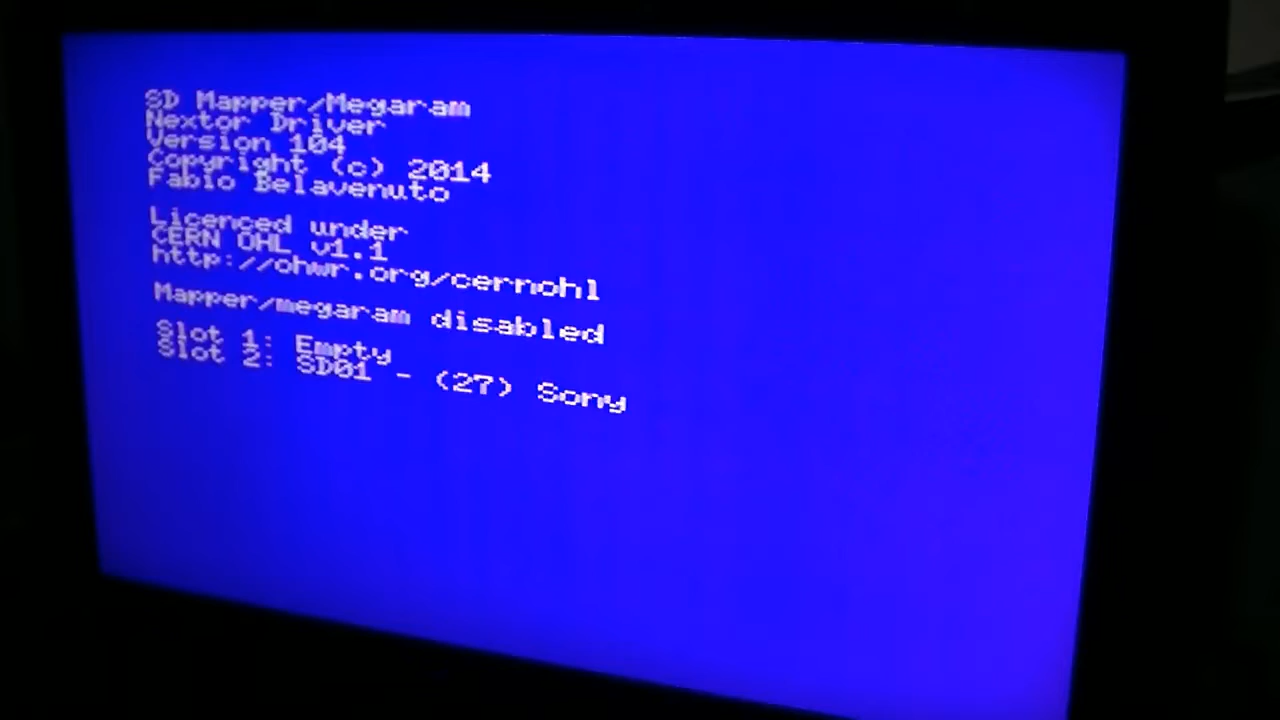 SD Mapper/Megaram
Nextor Driver
Version 104
Copyright (c) 2014
Fabio Belavenuto
Licenced under
CERN OHL v1.1
http://ohwr.org/cernohl
Mapper/megaram disabled
Slot 1: Empty
Slot 2: SD01 - (27) Sony